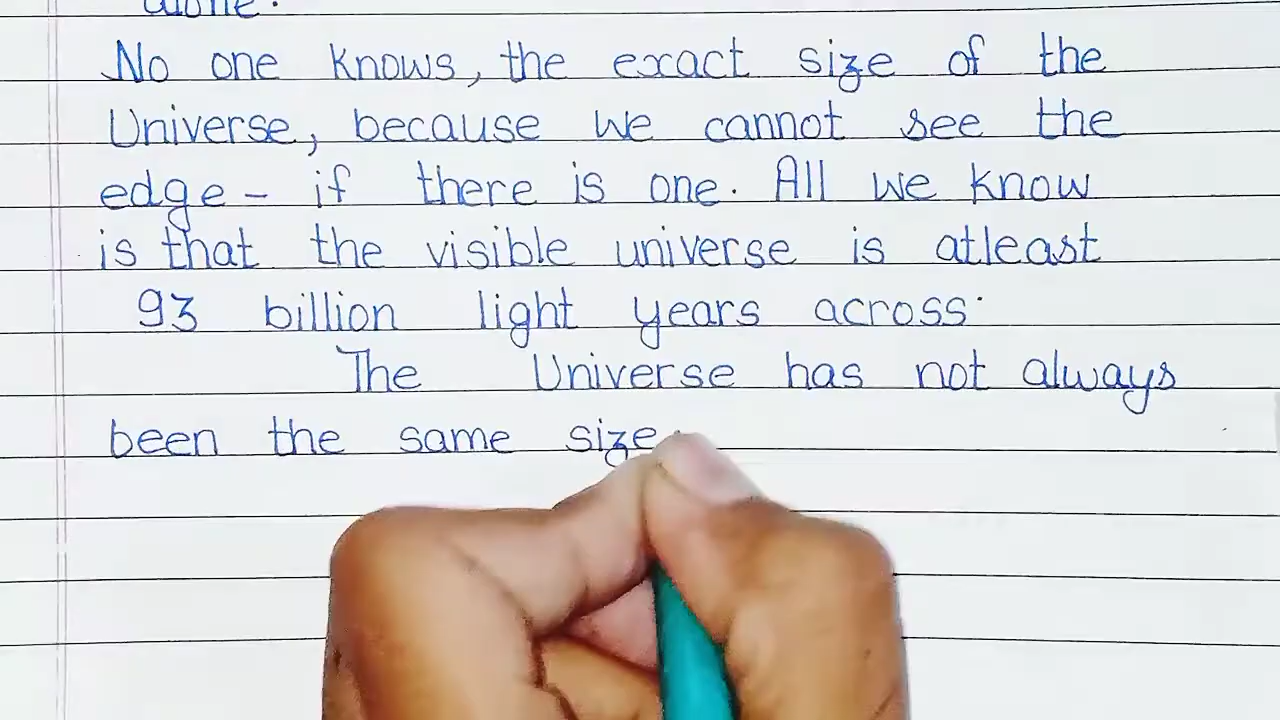 alone.
No one knows, the exact size of the
Universe, because we cannot see the
edge - if there is one. All we know
is that the visible universe is atleast
93 billion light years across.
The Universe has not always
been the same size.